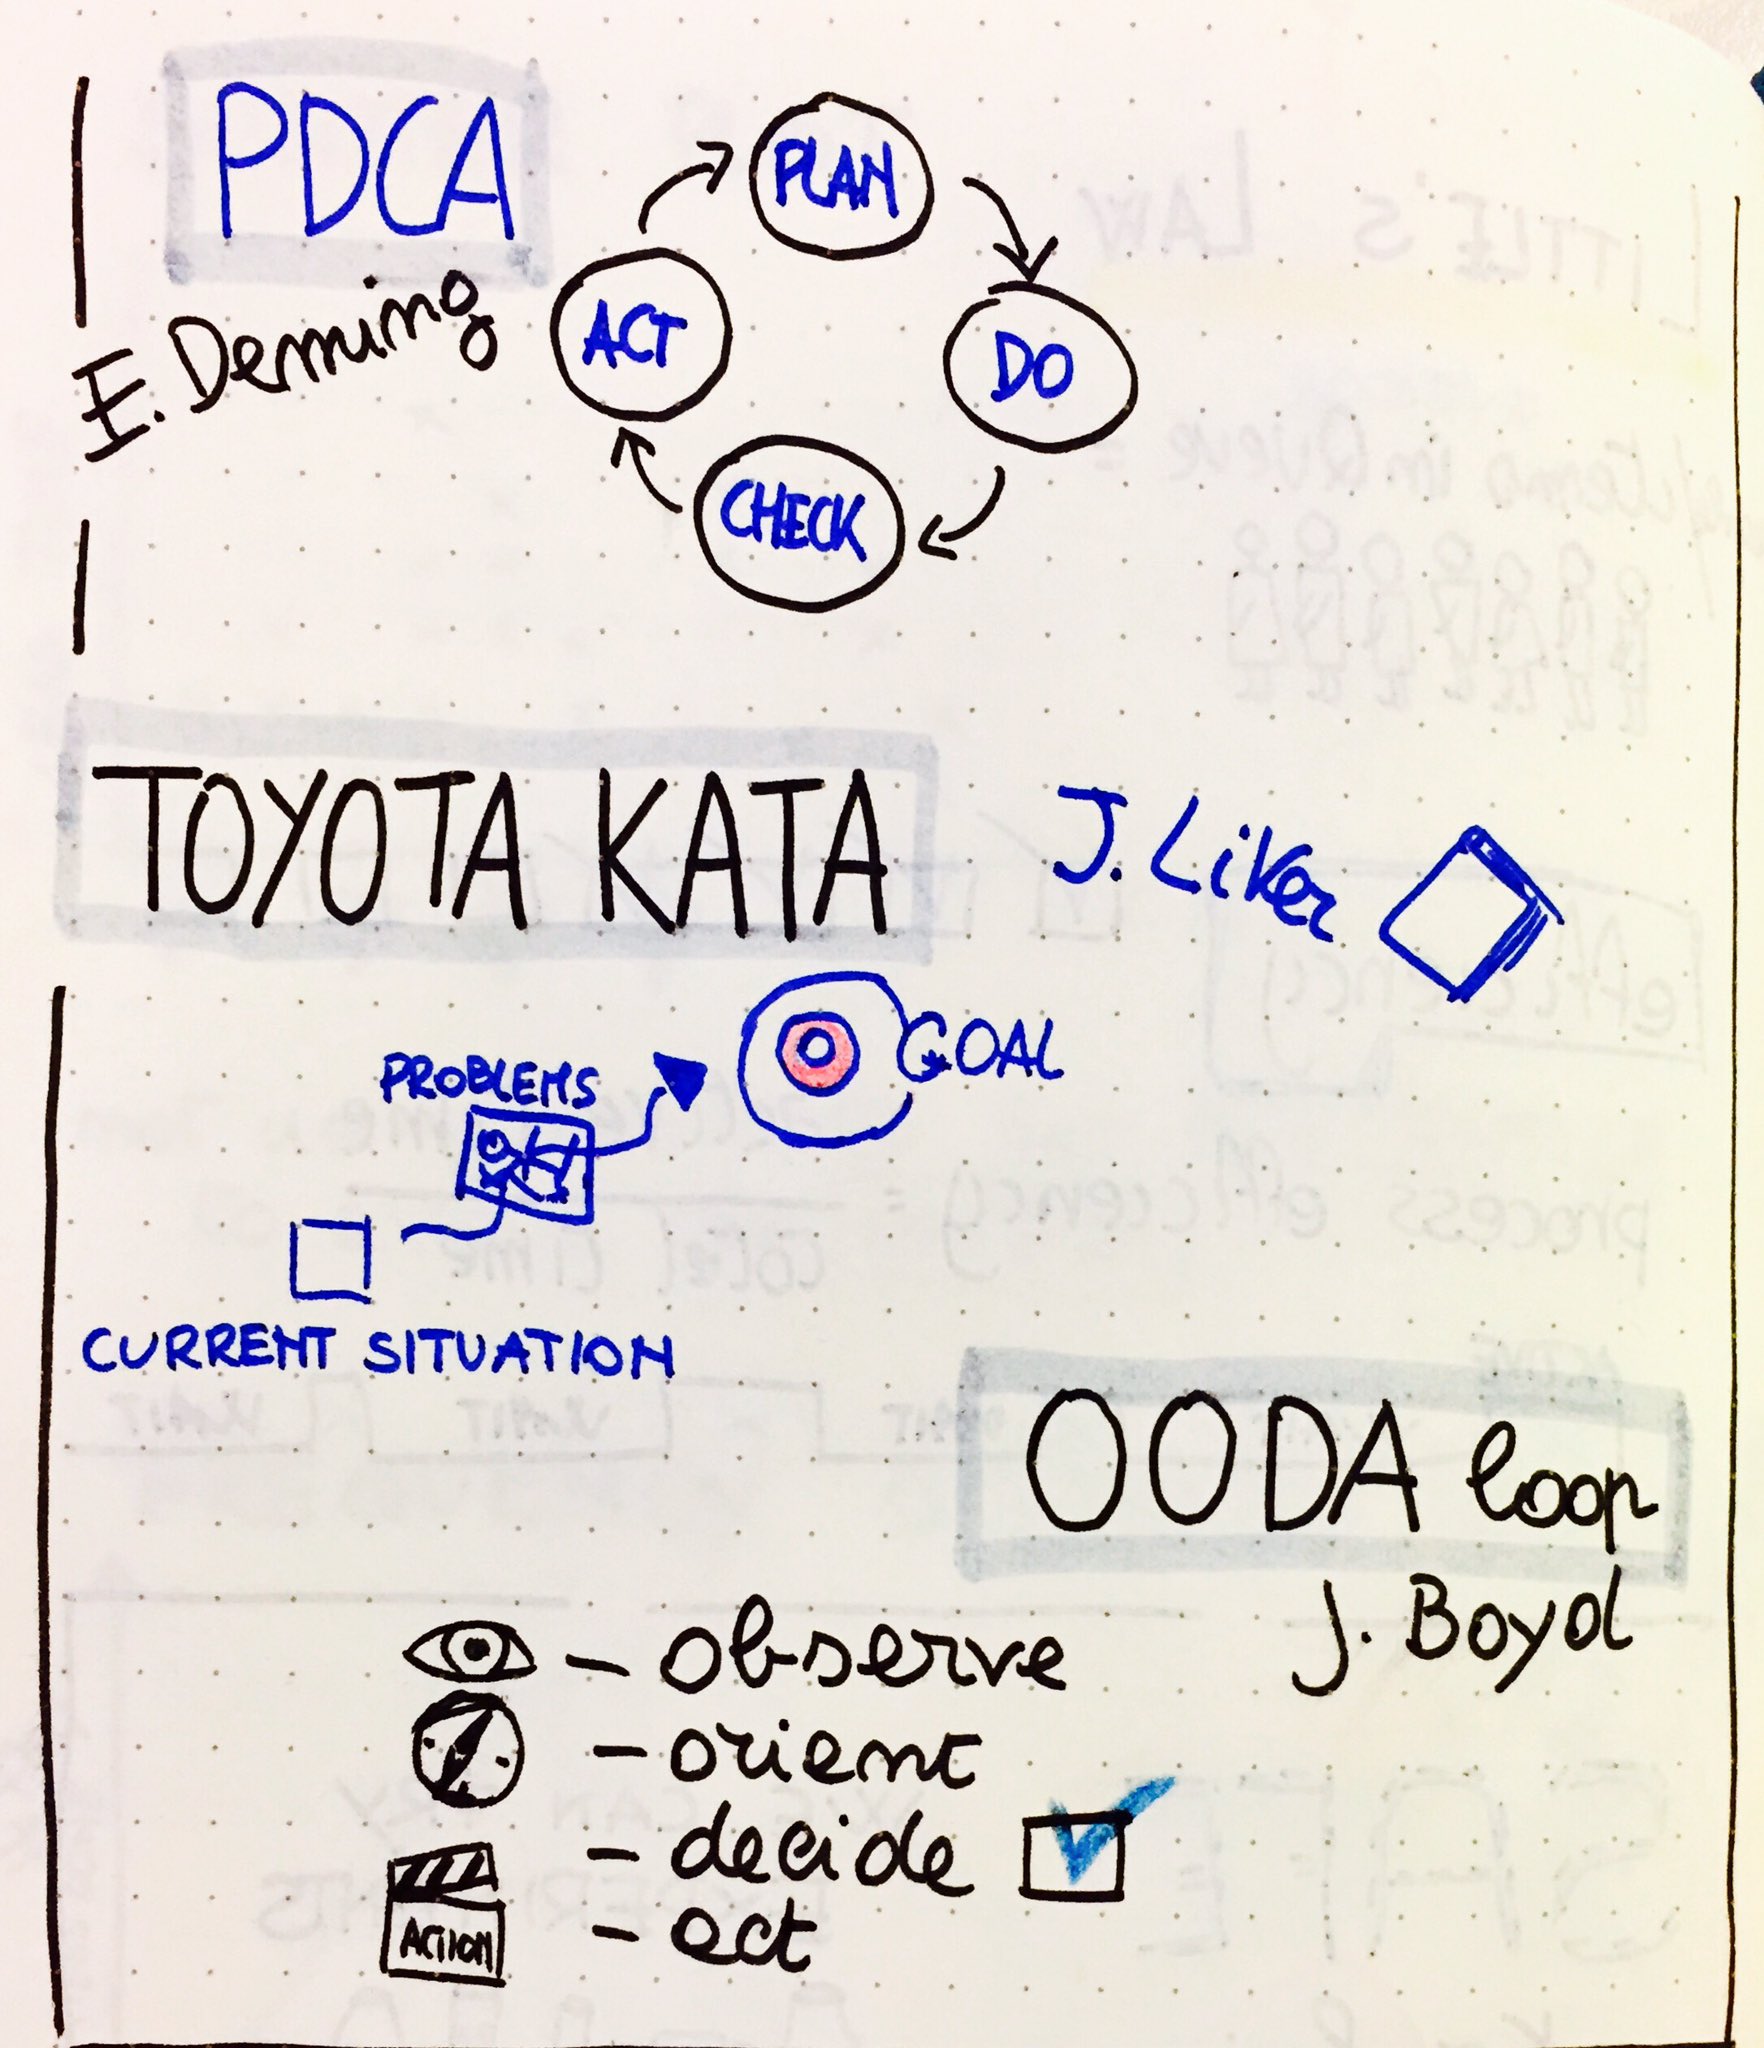 PDCA
E. Deming
PLAN
DO
CHECK
ACT
TOYOTA KATA
J. Liker
GOAL
PROBLEMS
CURRENT SITUATION
OODA loop
J. Boyd
– observe
– orient
– decide
– act
ACTION